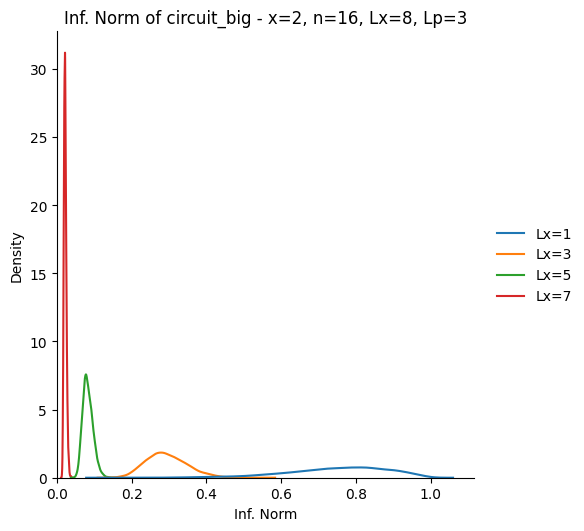 Inf. Norm of circuit_big - x=2, n=16, Lx=8, Lp=3
30
25
20
15
10
5
0
Density
0.0 0.2 0.4 0.6 0.8 1.0
Inf. Norm
Lx=1
Lx=3
Lx=5
Lx=7